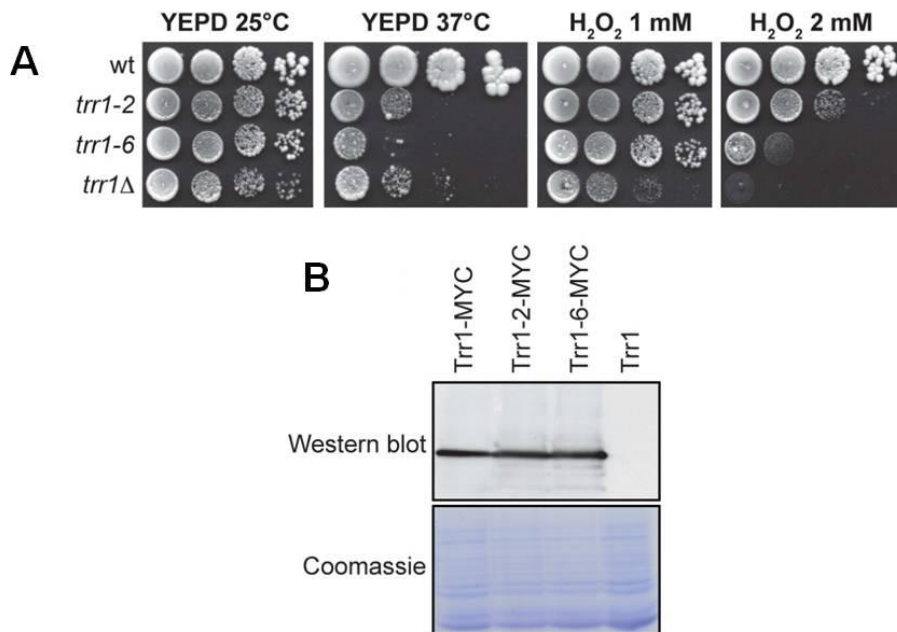 A
YEPD 25°C YEPD 37°C H₂O₂ 1 mM H₂O₂ 2 mM
wt
trr1-2
trr1-6
trr1Δ
B
Trr1-MYC
Trr1-2-MYC
Trr1-6-MYC
Trr1
Western blot
Coomassie